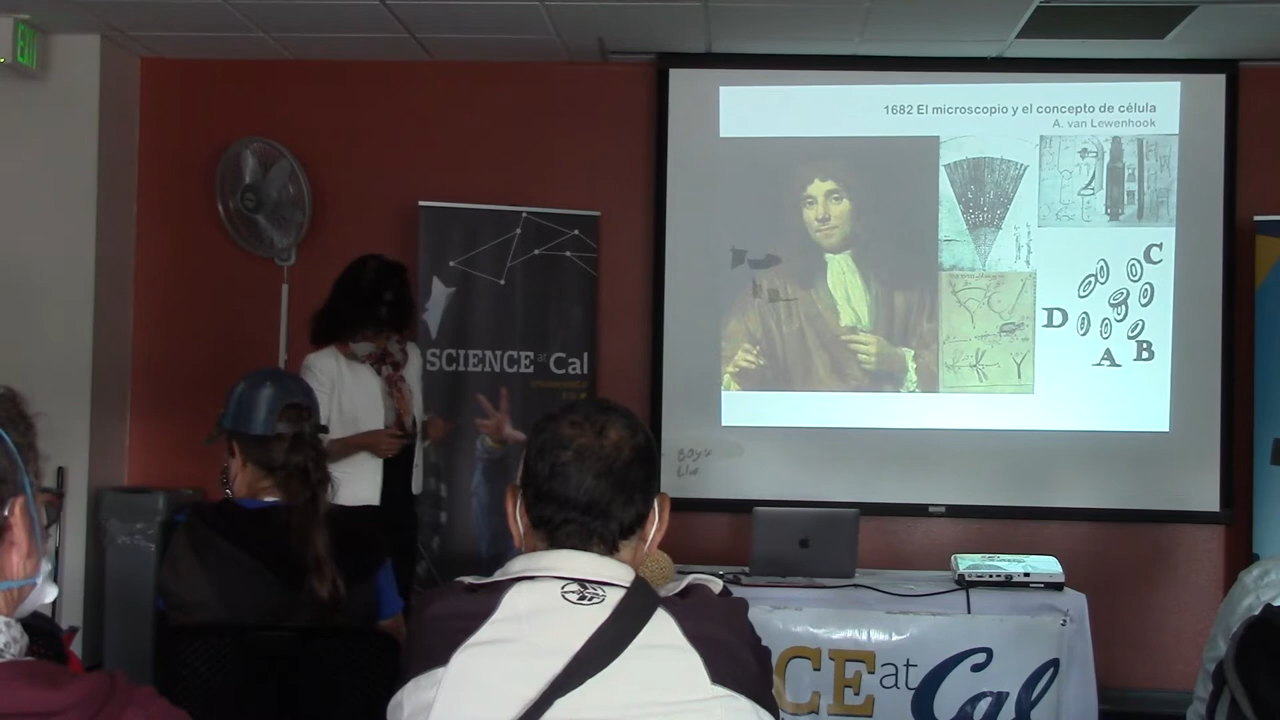 EXIT
1682 El microscopio y el concepto de célula
A. van Lewenhook
C
D
A
B
SCIENCE at Cal
CE at Cal